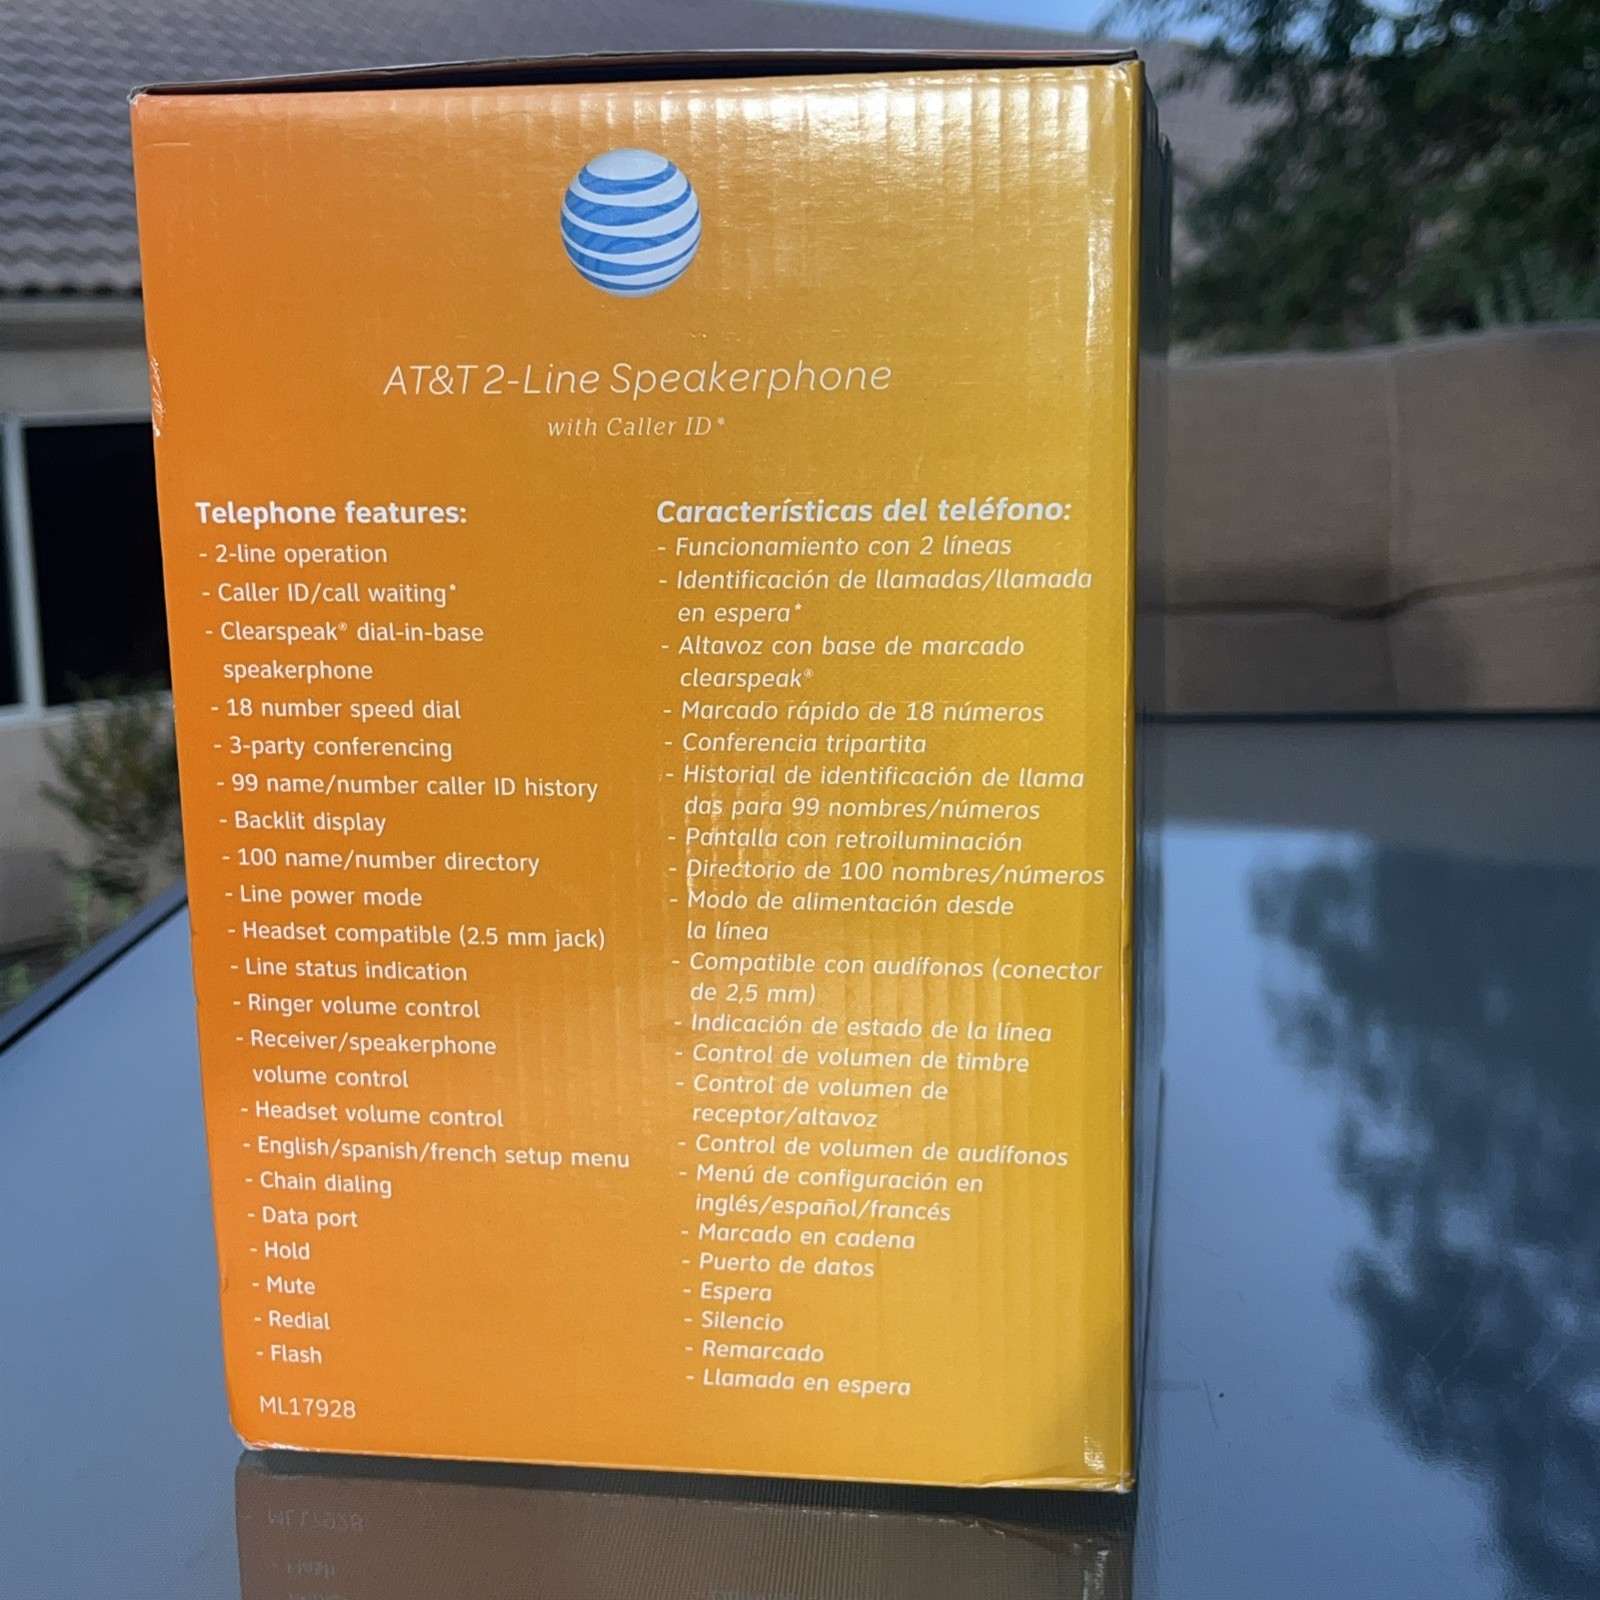 AT&T 2-Line Speakerphone
with Caller ID*
Telephone features:
- 2-line operation
- Caller ID/call waiting*
- Clearspeak® dial-in-base
speakerphone
- 18 number speed dial
- 3-party conferencing
- 99 name/number caller ID history
- Backlit display
- 100 name/number directory
- Line power mode
- Headset compatible (2.5 mm jack)
- Line status indication
- Ringer volume control
- Receiver/speakerphone
volume control
- Headset volume control
- English/spanish/french setup menu
- Chain dialing
- Data port
- Hold
- Mute
- Redial
- Flash
ML17928
Características del teléfono:
- Funcionamiento con 2 líneas
- Identificación de llamadas/llamada
en espera*
- Altavoz con base de marcado
clearspeak®
- Marcado rápido de 18 números
- Conferencia tripartita
- Historial de identificación de llama
das para 99 nombres/números
- Pantalla con retroiluminación
- Directorio de 100 nombres/números
- Modo de alimentación desde
la línea
- Compatible con audífonos (conector
de 2,5 mm)
- Indicación de estado de la línea
- Control de volumen de timbre
- Control de volumen de
receptor/altavoz
- Control de volumen de audífonos
- Menú de configuración en
inglés/español/francés
- Marcado en cadena
- Puerto de datos
- Espera
- Silencio
- Remarcado
- Llamada en espera